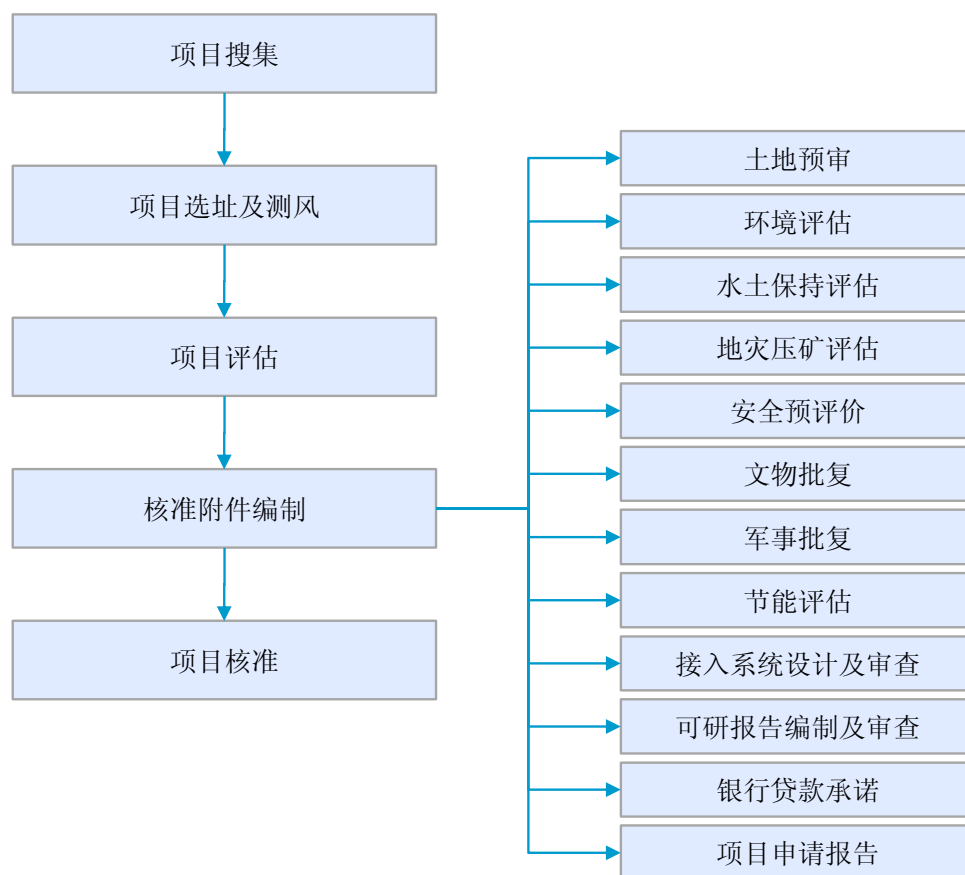 项目搜集
项目选址及测风
项目评估
核准附件编制
项目核准
土地预审
环境评估
水土保持评估
地灾压矿评估
安全预评价
文物批复
军事批复
节能评估
接入系统设计及审查
可研报告编制及审查
银行贷款承诺
项目申请报告